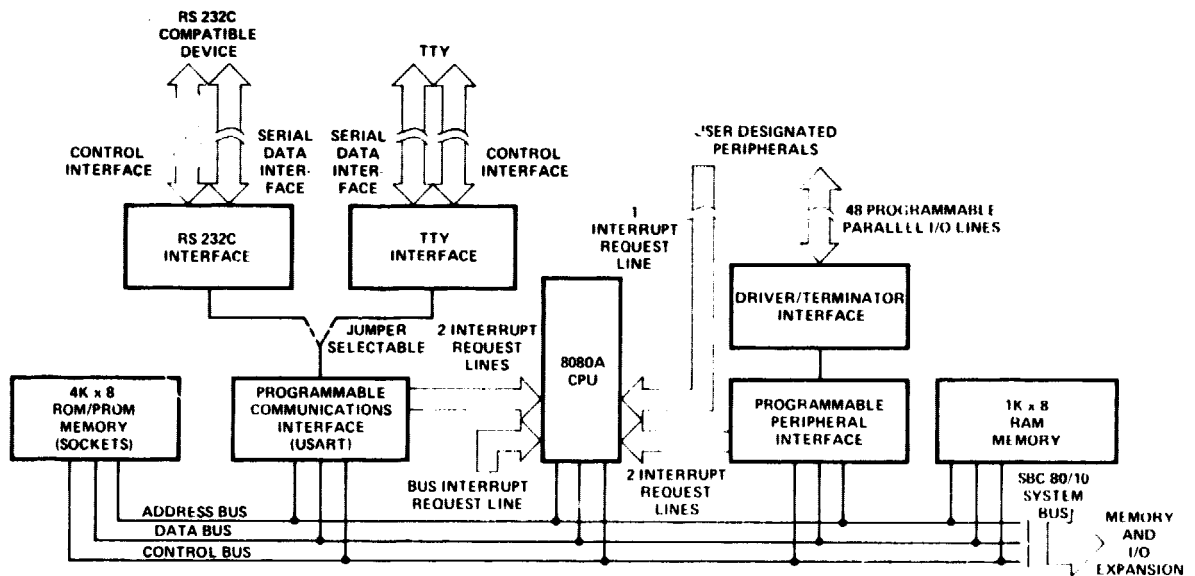 RS 232C
COMPATIBLE
DEVICE
TTY
CONTROL
INTERFACE
SERIAL
DATA
INTER-
FACE
SERIAL
DATA
INTER-
FACE
CONTROL
INTERFACE
USER DESIGNATED
PERIPHERALS
1
INTERRUPT
REQUEST
LINE
48 PROGRAMMABLE
PARALLEL I/O LINES
RS 232C
INTERFACE
TTY
INTERFACE
DRIVER/TERMINATOR
INTERFACE
JUMPER
SELECTABLE
2 INTERRUPT
REQUEST
LINES
8080A
CPU
4K x 8
ROM/PROM
MEMORY
(SOCKETS)
PROGRAMMABLE
COMMUNICATIONS
INTERFACE
(USART)
PROGRAMMABLE
PERIPHERAL
INTERFACE
1K x 8
RAM
MEMORY
BUS INTERRUPT
REQUEST LINE
2 INTERRUPT
REQUEST
LINES
SBC 80/10
SYSTEM
BUS
ADDRESS BUS
DATA BUS
CONTROL BUS
MEMORY
AND
I/O
EXPANSION